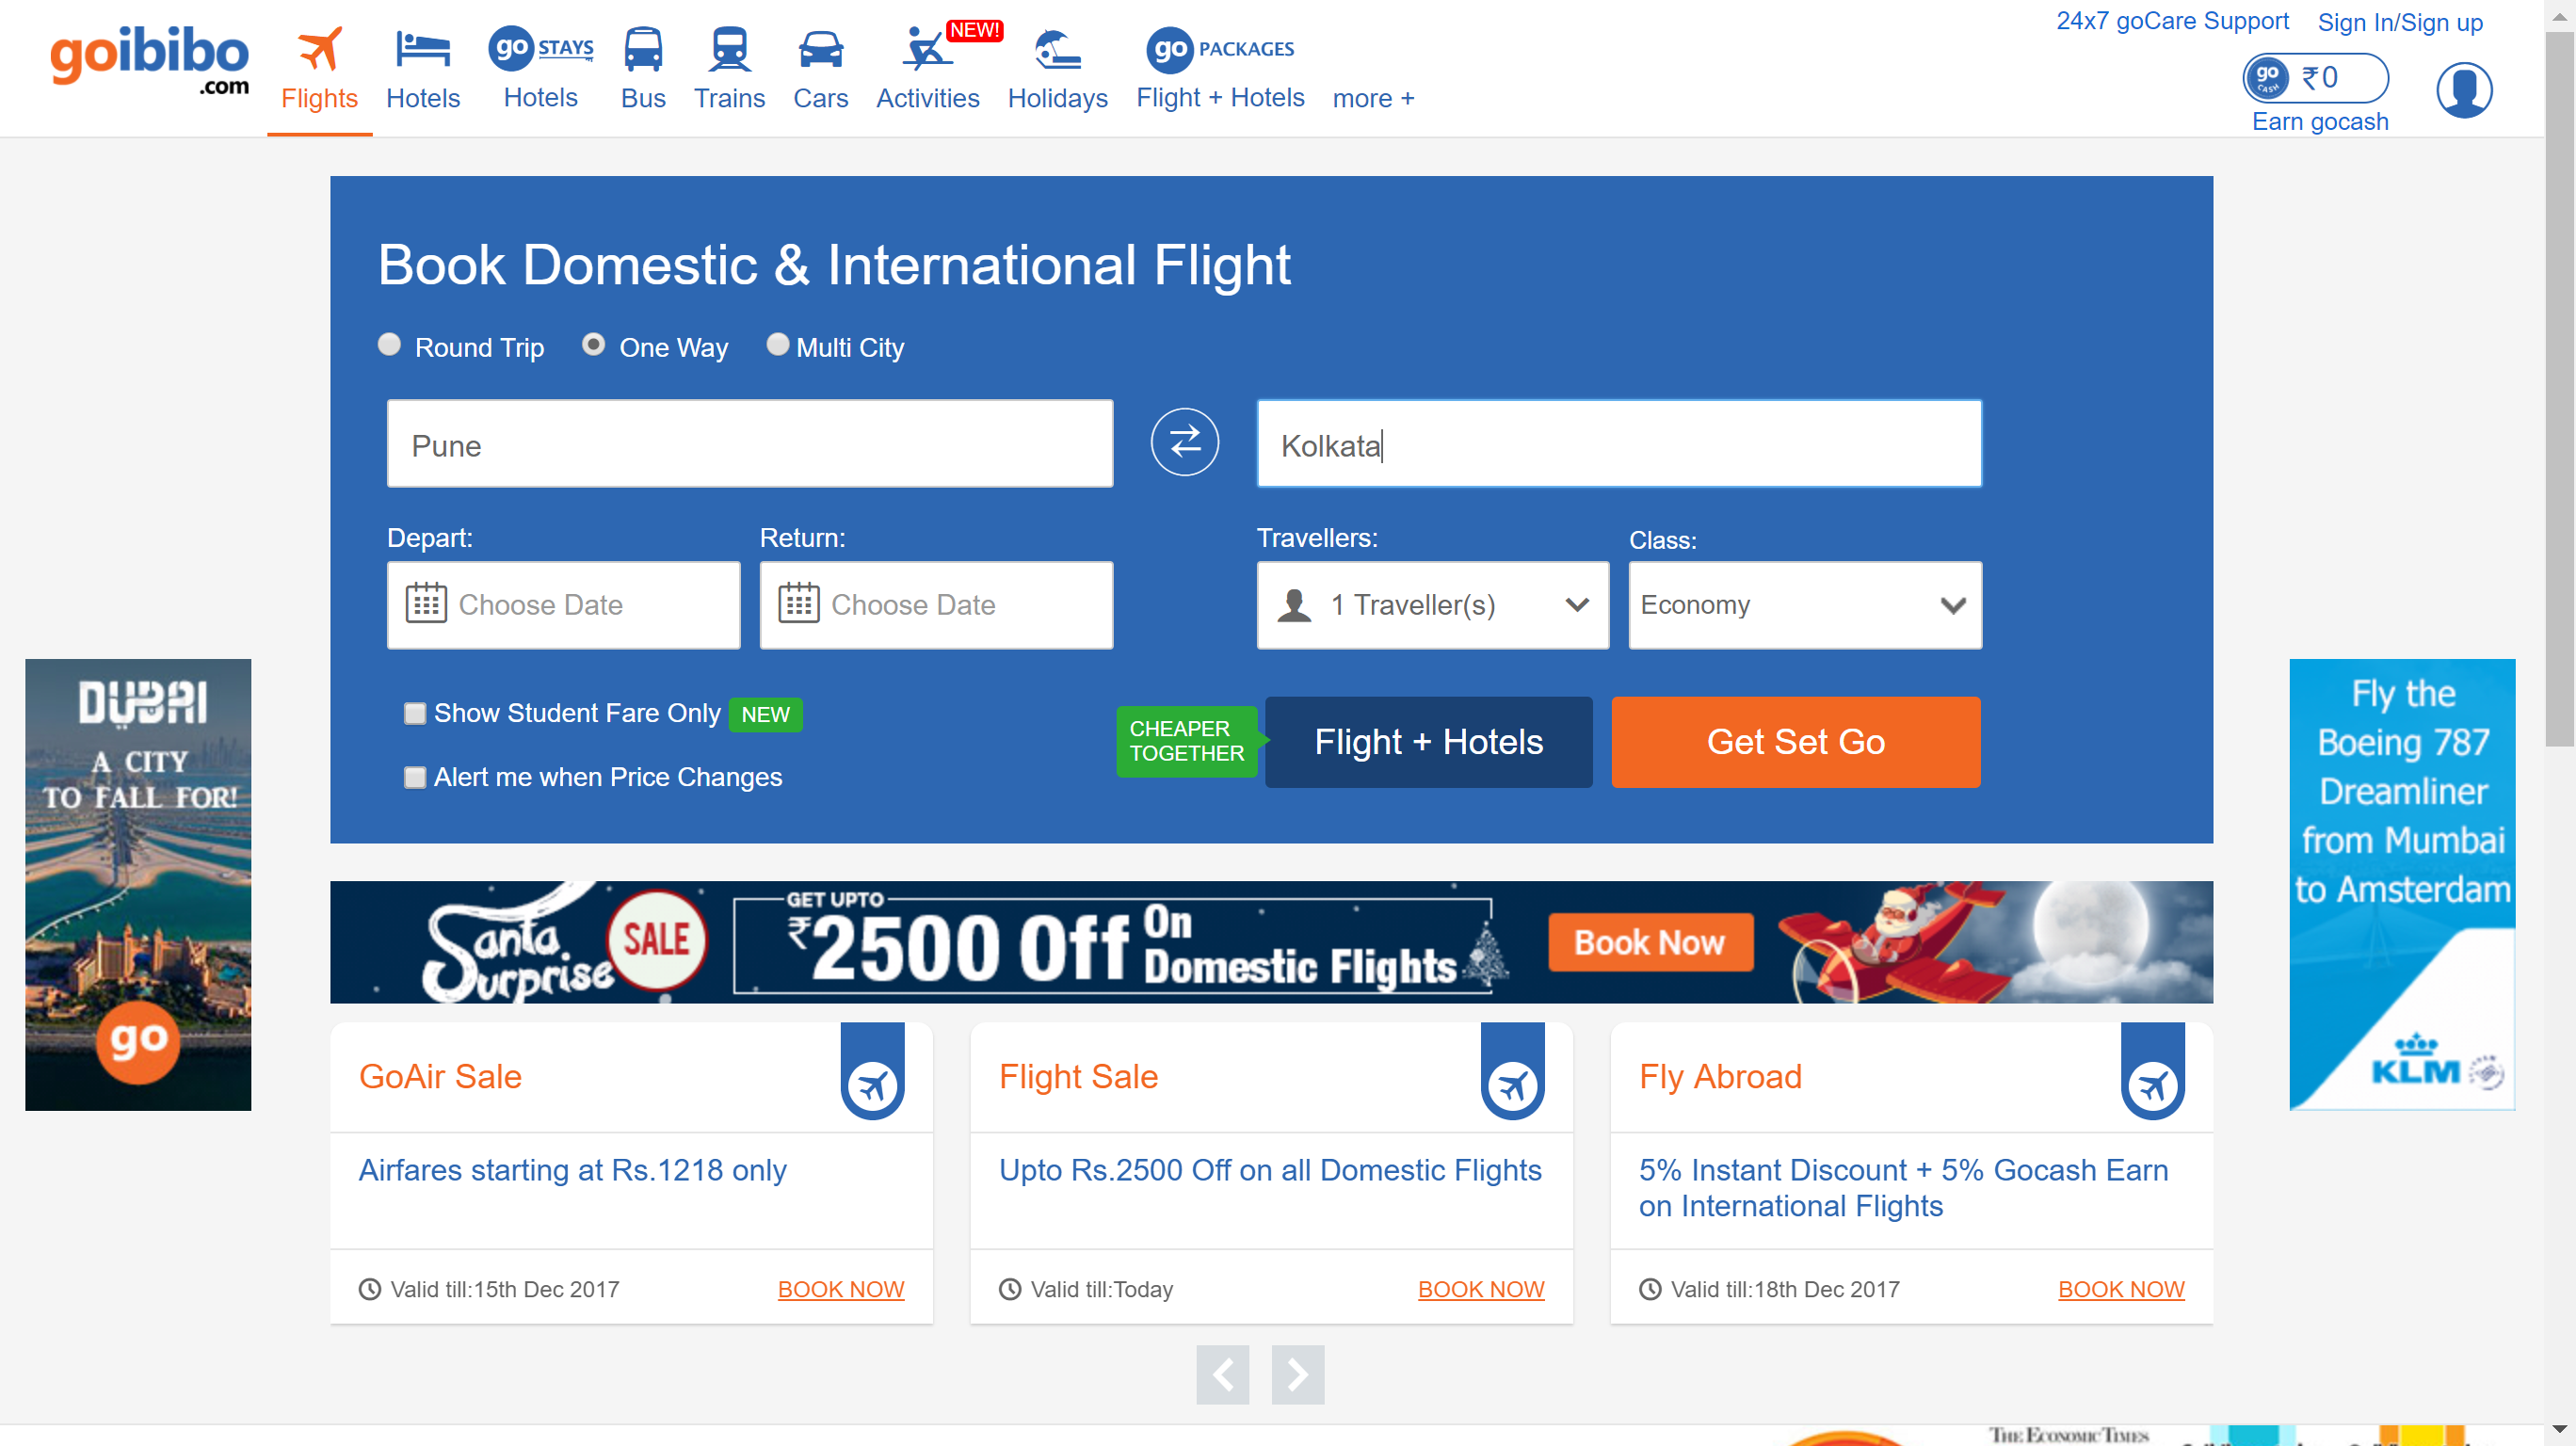 goibibo
.com
Flights
Hotels
go STAYS
Hotels
Bus
Trains
Cars
NEW!
Activities
Holidays
go PACKAGES
Flight + Hotels
more +
24x7 goCare Support
Sign In/Sign up
go CASH
₹0
Earn gocash
Book Domestic & International Flight
Round Trip
One Way
Multi City
Pune
Kolkata
Depart:
Return:
Travellers:
Class:
Choose Date
Choose Date
1 Traveller(s)
Economy
Show Student Fare Only NEW
Alert me when Price Changes
CHEAPER
TOGETHER
Flight + Hotels
Get Set Go
DUBAI
A CITY
TO FALL FOR!
go
Fly the
Boeing 787
Dreamliner
from Mumbai
to Amsterdam
KLM
Santa
Surprise
SALE
GET UPTO
₹2500 Off
On
Domestic Flights
Book Now
GoAir Sale
Airfares starting at Rs.1218 only
Valid till:15th Dec 2017
BOOK NOW
Flight Sale
Upto Rs.2500 Off on all Domestic Flights
Valid till:Today
BOOK NOW
Fly Abroad
5% Instant Discount + 5% Gocash Earn
on International Flights
Valid till:18th Dec 2017
BOOK NOW
THE ECONOMIC TIMES